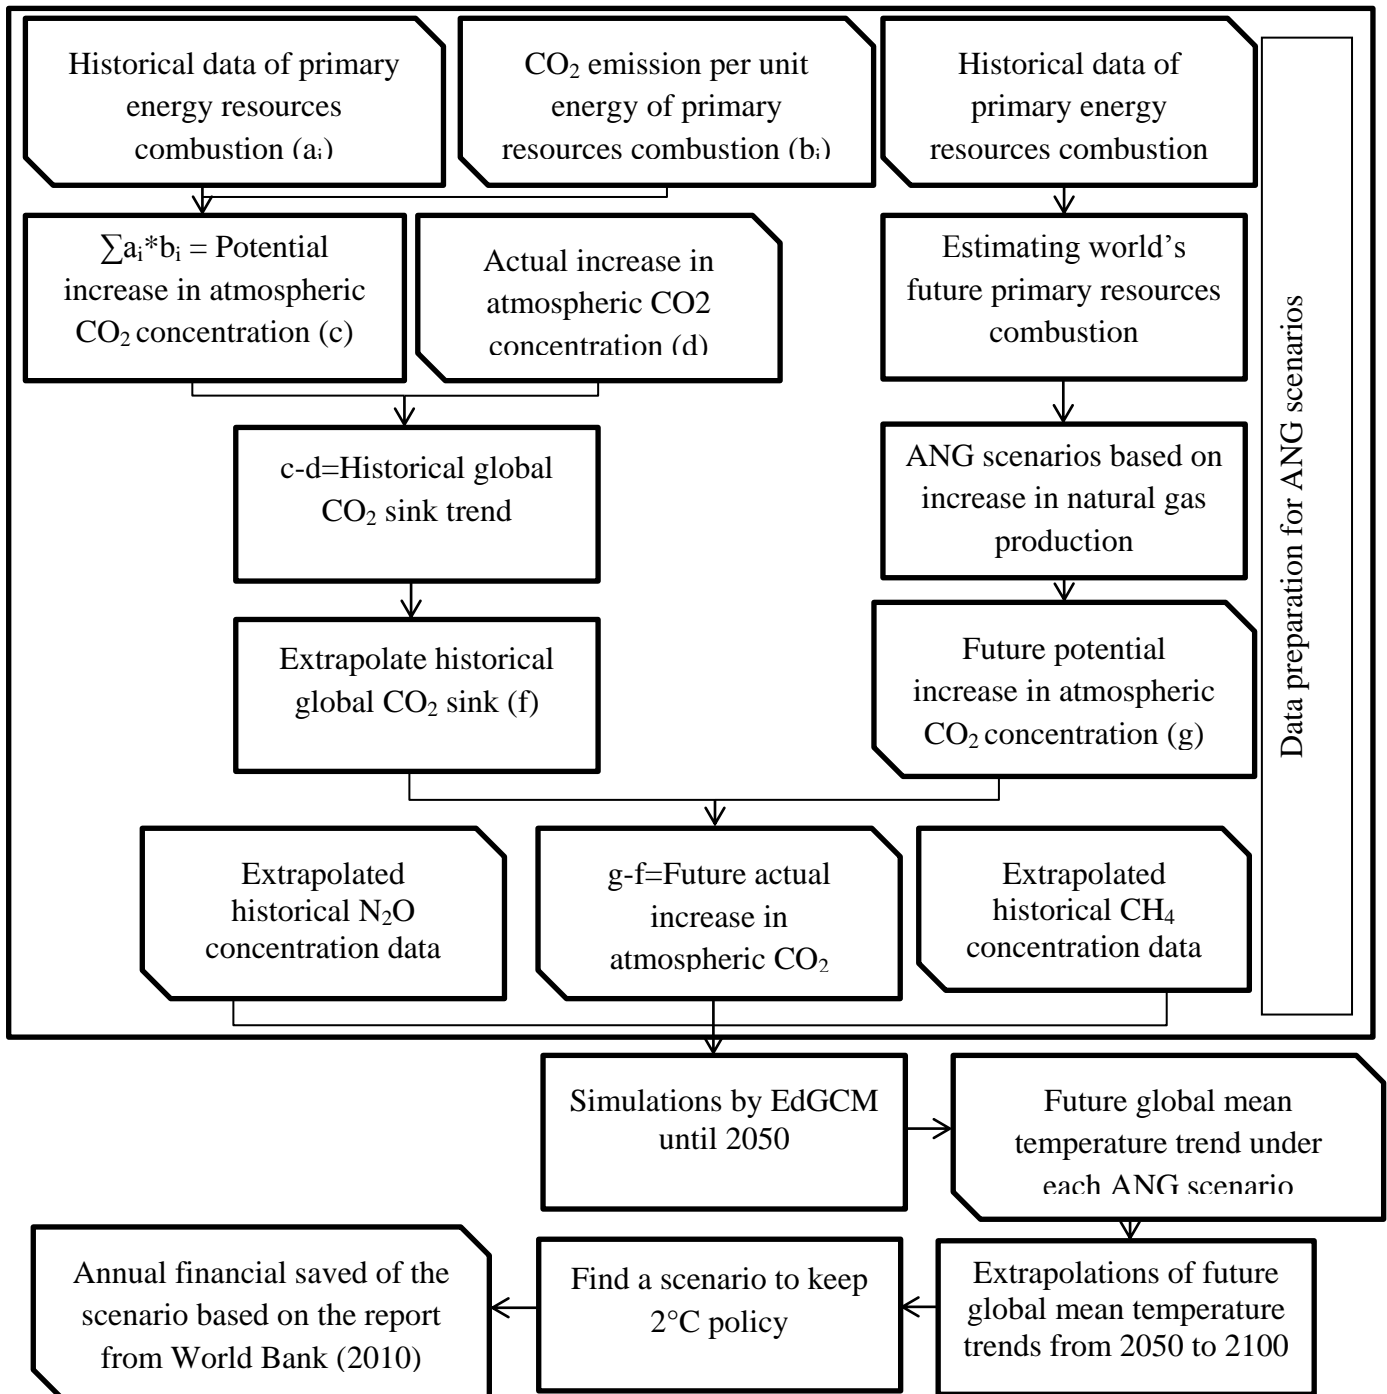 Historical data of primary
energy resources
combustion (aᵢ)
CO₂ emission per unit
energy of primary
resources combustion (bᵢ)
Historical data of
primary energy
resources combustion
∑aᵢ*bᵢ = Potential
increase in atmospheric
CO₂ concentration (c)
Actual increase in
atmospheric CO2
concentration (d)
Estimating world’s
future primary resources
combustion
c-d=Historical global
CO₂ sink trend
ANG scenarios based on
increase in natural gas
production
Extrapolate historical
global CO₂ sink (f)
Future potential
increase in atmospheric
CO₂ concentration (g)
Data preparation for ANG scenarios
Extrapolated
historical N₂O
concentration data
g-f=Future actual
increase in
atmospheric CO₂
Extrapolated
historical CH₄
concentration data
Simulations by EdGCM
until 2050
Future global mean
temperature trend under
each ANG scenario
Annual financial saved of the
scenario based on the report
from World Bank (2010)
Find a scenario to keep
2°C policy
Extrapolations of future
global mean temperature
trends from 2050 to 2100